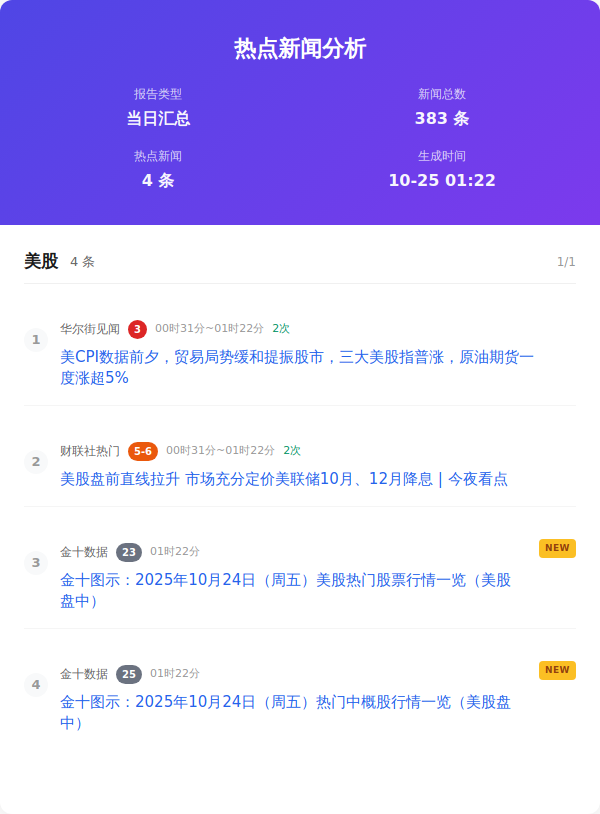 热点新闻分析
报告类型
新闻总数
当日汇总
383 条
热点新闻
生成时间
4 条
10-25 01:22
美股 4 条 1/1
1
华尔街见闻 3 00时31分~01时22分 2次
美CPI数据前夕，贸易局势缓和提振股市，三大美股指普涨，原油期货一
度涨超5%
2
财联社热门 5-6 00时31分~01时22分 2次
美股盘前直线拉升 市场充分定价美联储10月、12月降息 | 今夜看点
3
金十数据 23 01时22分 NEW
金十图示：2025年10月24日（周五）美股热门股票行情一览（美股
盘中）
4
金十数据 25 01时22分 NEW
金十图示：2025年10月24日（周五）热门中概股行情一览（美股盘
中）